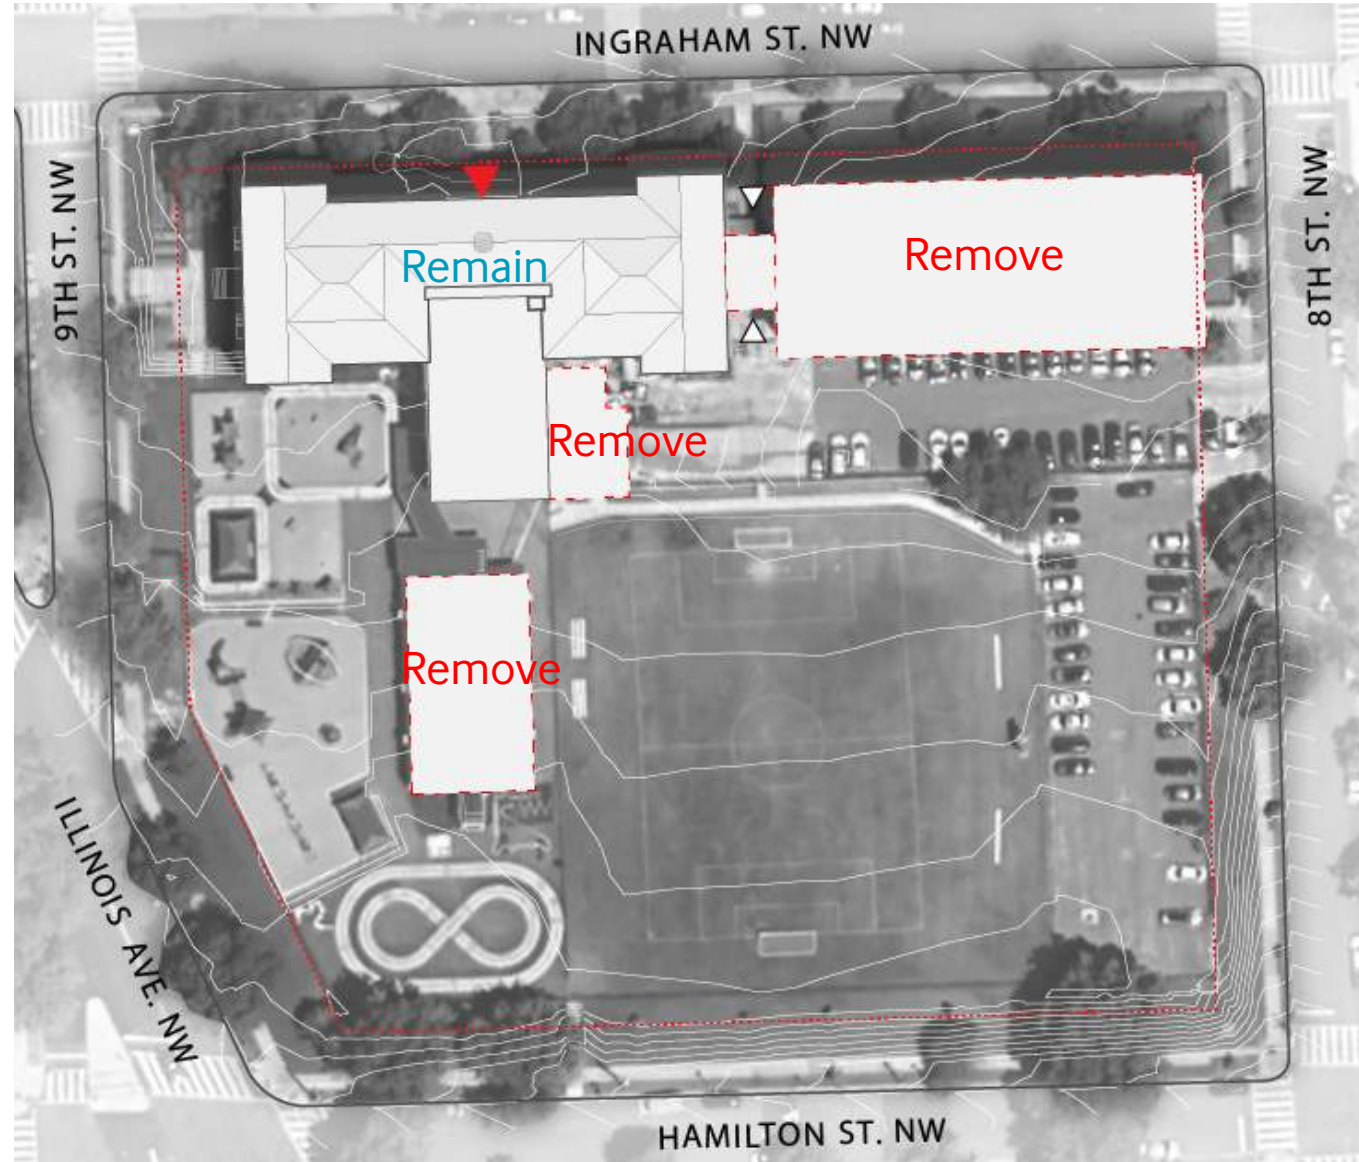 INGRAHAM ST. NW
9TH ST. NW
8TH ST. NW
Remain
Remove
Remove
Remove
ILLINOIS AVE. NW
HAMILTON ST. NW